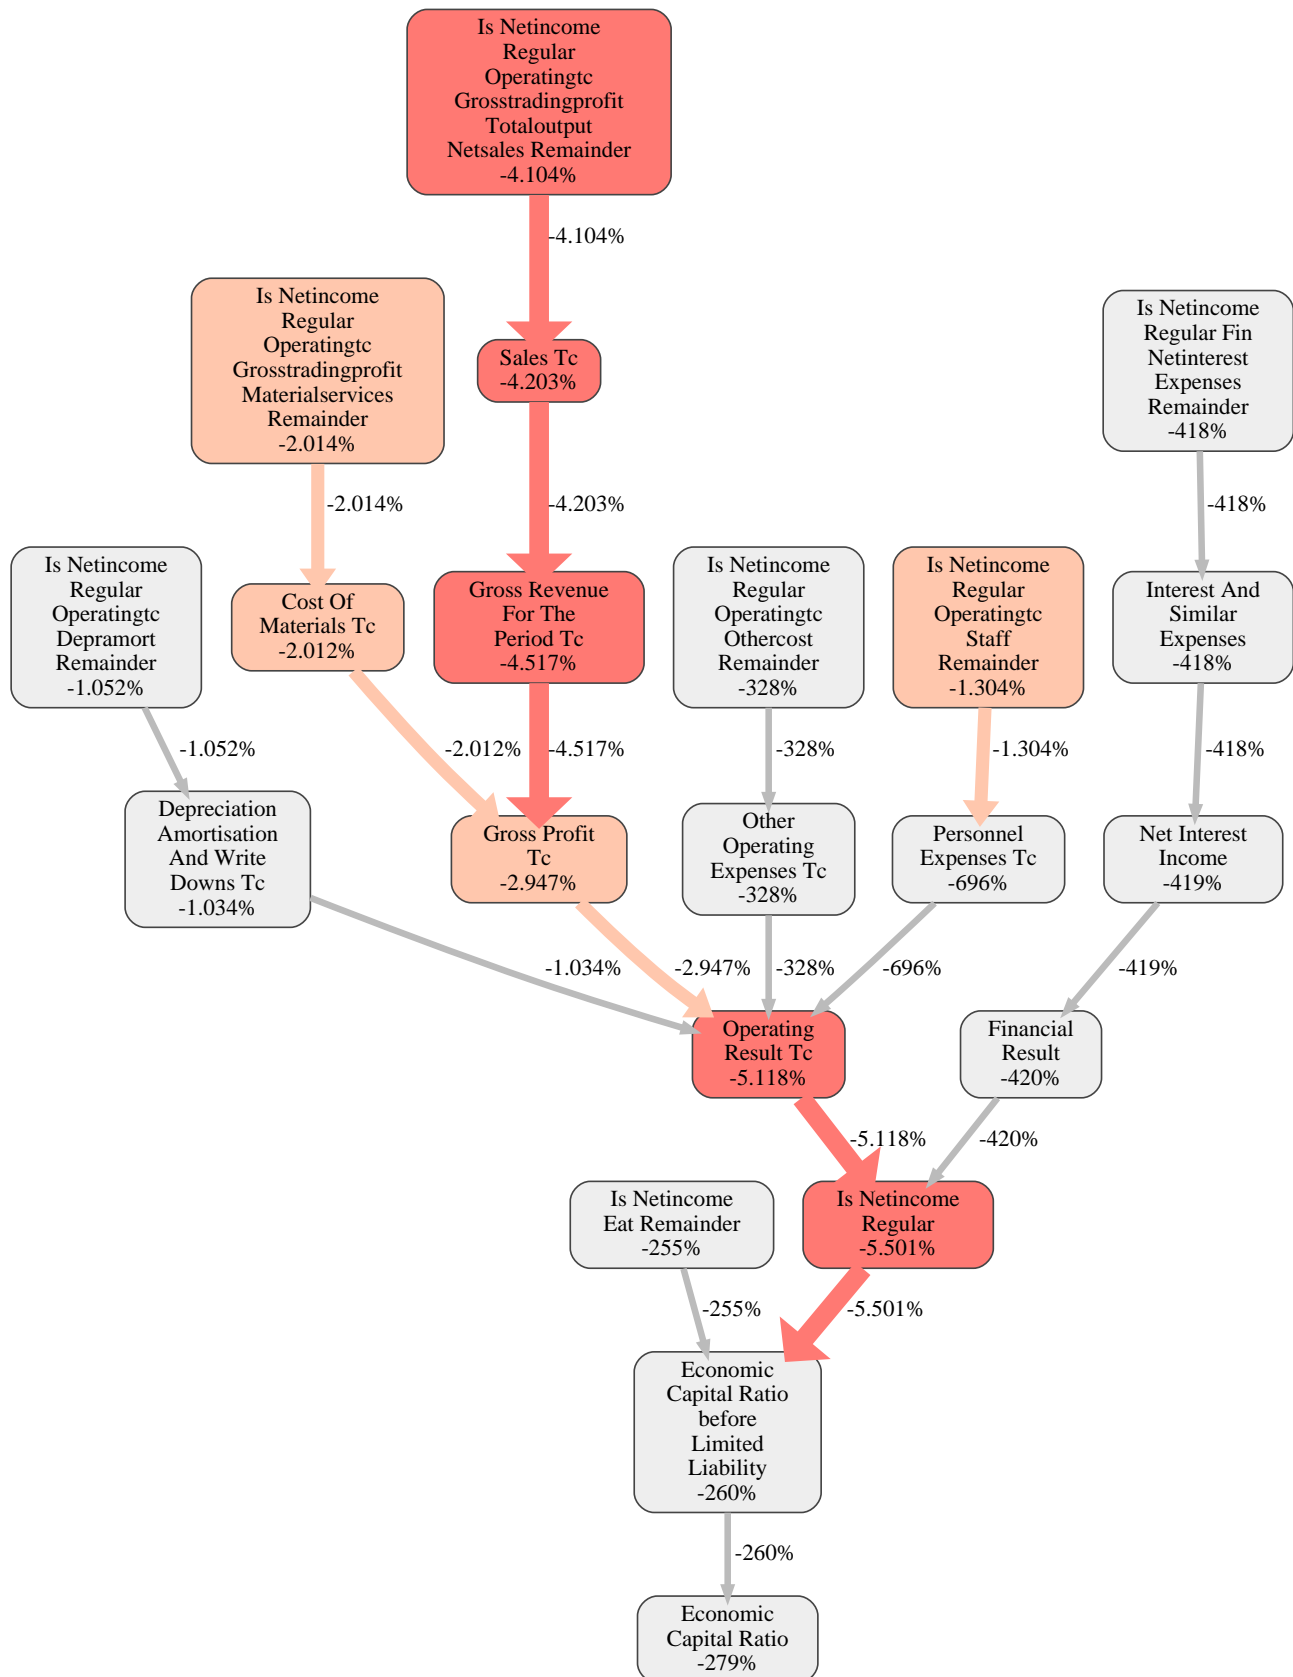 Is Netincome
Regular
Operatingtc
Grosstradingprofit
Totaloutput
Netsales Remainder
-4.104%
-4.104%
Is Netincome
Regular
Operatingtc
Grosstradingprofit
Materialservices
Remainder
-2.014%
Is Netincome
Regular Fin
Netinterest
Expenses
Remainder
-418%
Sales Tc
-4.203%
-2.014%
-4.203%
-418%
Is Netincome
Regular
Operatingtc
Depramort
Remainder
-1.052%
Cost Of
Materials Tc
-2.012%
Gross Revenue
For The
Period Tc
-4.517%
Is Netincome
Regular
Operatingtc
Othercost
Remainder
-328%
Is Netincome
Regular
Operatingtc
Staff
Remainder
-1.304%
Interest And
Similar
Expenses
-418%
-1.052%
-2.012%
-4.517%
-328%
-1.304%
-418%
Depreciation
Amortisation
And Write
Downs Tc
-1.034%
Gross Profit
Tc
-2.947%
Other
Operating
Expenses Tc
-328%
Personnel
Expenses Tc
-696%
Net Interest
Income
-419%
-1.034%
-2.947%
-328%
-696%
-419%
Operating
Result Tc
-5.118%
Financial
Result
-420%
-5.118%
-420%
Is Netincome
Eat Remainder
-255%
Is Netincome
Regular
-5.501%
-255%
-5.501%
Economic
Capital Ratio
before
Limited
Liability
-260%
-260%
Economic
Capital Ratio
-279%